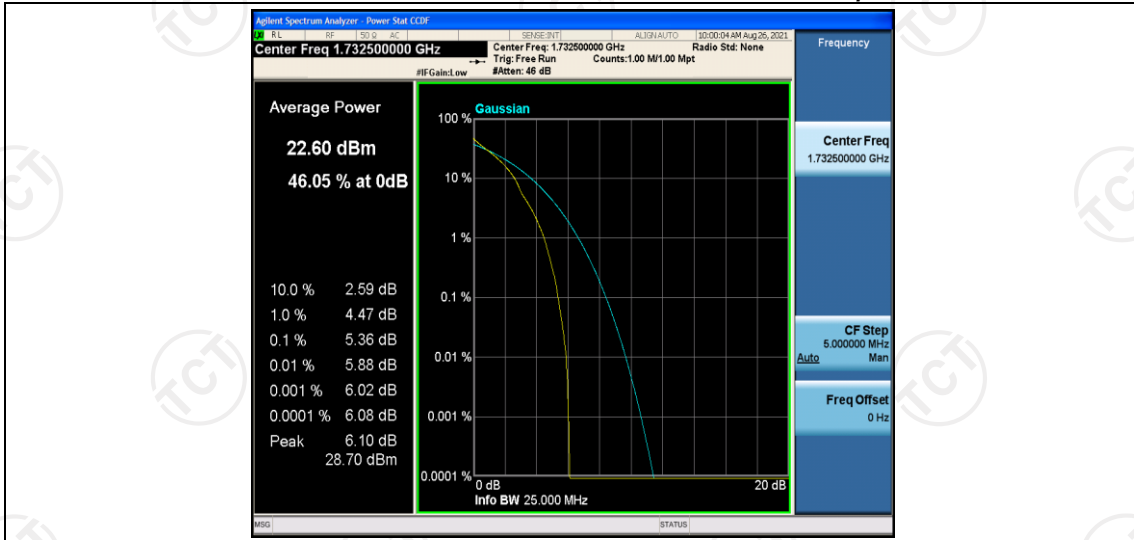 Agilent Spectrum Analyzer - Power Stat CCDF
LXI RL RF 50 Ω AC SENSE:INT ALIGNAUTO 10:00:04 AM Aug 26, 2021
Center Freq 1.732500000 GHz
Center Freq: 1.732500000 GHz Radio Std: None
Trig: Free Run Counts:1.00 M/1.00 Mpt
#IFGain:Low #Atten: 46 dB
Frequency
Average Power
22.60 dBm
46.05 % at 0dB
10.0 % 2.59 dB
1.0 % 4.47 dB
0.1 % 5.36 dB
0.01 % 5.88 dB
0.001 % 6.02 dB
0.0001 % 6.08 dB
Peak 6.10 dB
28.70 dBm
Gaussian
100 %
10 %
1 %
0.1 %
0.01 %
0.001 %
0.0001 %
0 dB 20 dB
Info BW 25.000 MHz
Center Freq
1.732500000 GHz
CF Step
5.000000 MHz
Auto Man
Freq Offset
0 Hz
MSG STATUS
TCT
TCT
TCT
TCT